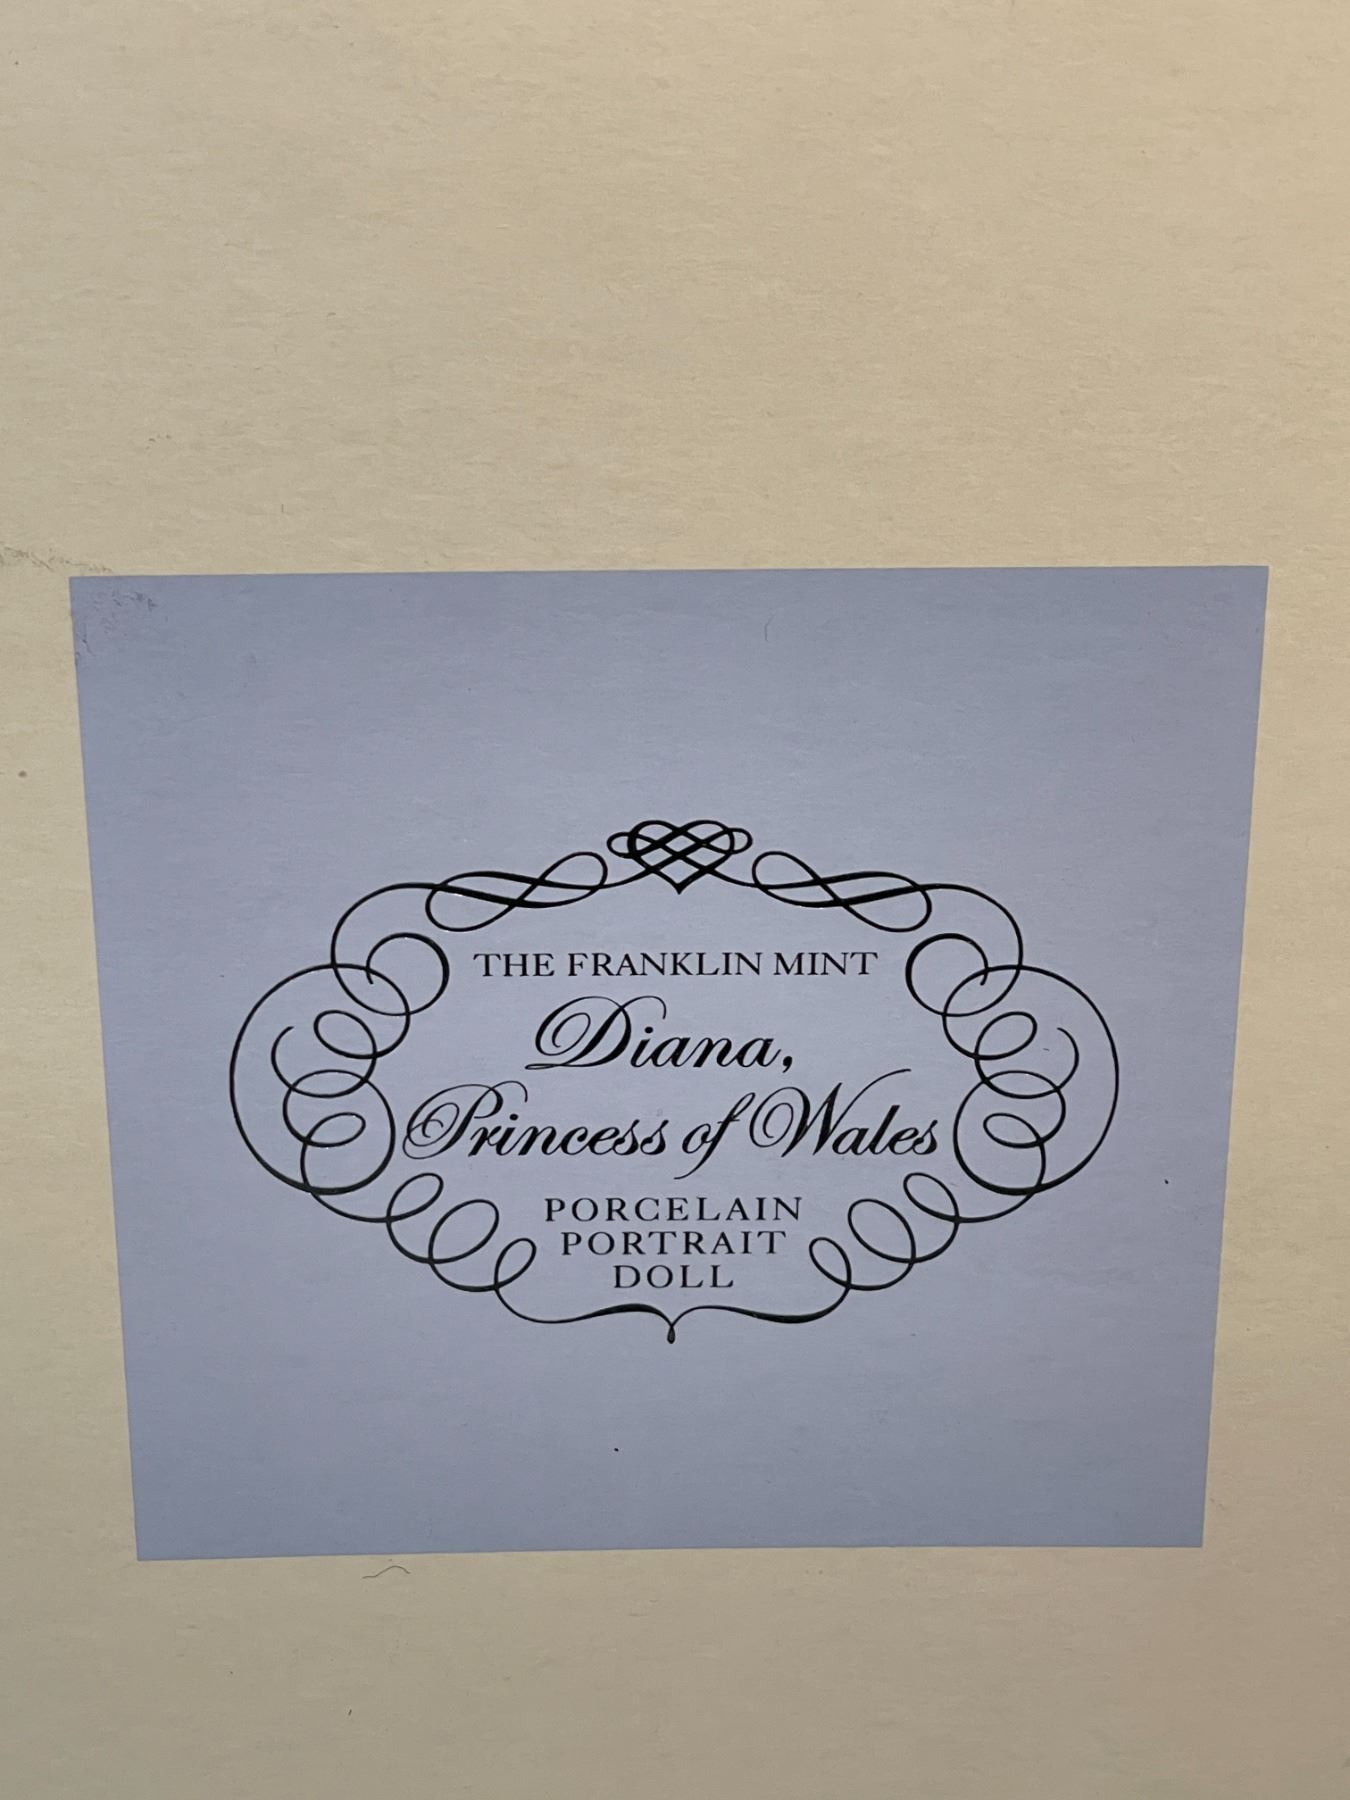 THE FRANKLIN MINT
Diana,
Princess of Wales
PORCELAIN
PORTRAIT
DOLL